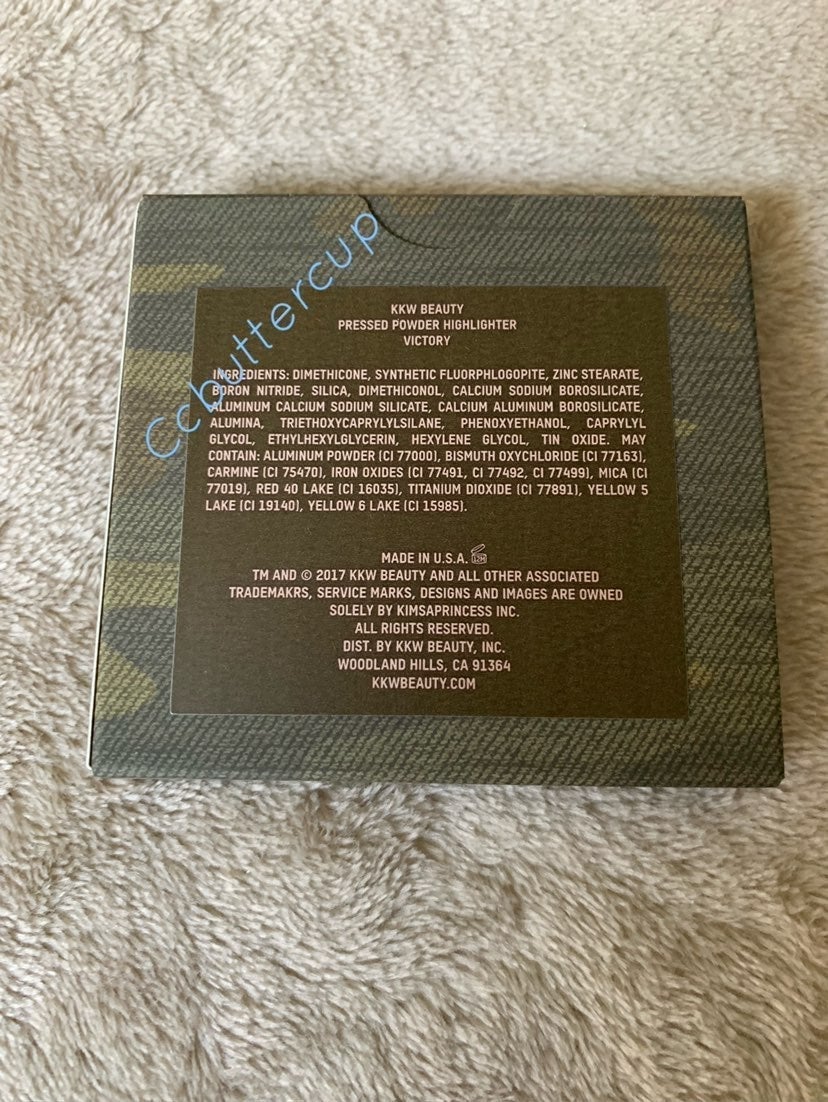 Ccbuttercup
KKW BEAUTY
PRESSED POWDER HIGHLIGHTER
VICTORY
INGREDIENTS: DIMETHICONE, SYNTHETIC FLUORPHLOGOPITE, ZINC STEARATE,
BORON NITRIDE, SILICA, DIMETHICONOL, CALCIUM SODIUM BOROSILICATE,
ALUMINUM CALCIUM SODIUM SILICATE, CALCIUM ALUMINUM BOROSILICATE,
ALUMINA, TRIETHOXYCAPRYLYLSILANE, PHENOXYETHANOL, CAPRYLYL
GLYCOL, ETHYLHEXYLGLYCERIN, HEXYLENE GLYCOL, TIN OXIDE. MAY
CONTAIN: ALUMINUM POWDER (CI 77000), BISMUTH OXYCHLORIDE (CI 77163),
CARMINE (CI 75470), IRON OXIDES (CI 77491, CI 77492, CI 77499), MICA (CI
77019), RED 40 LAKE (CI 16035), TITANIUM DIOXIDE (CI 77891), YELLOW 5
LAKE (CI 19140), YELLOW 6 LAKE (CI 15985).
MADE IN U.S.A. 12M
TM AND © 2017 KKW BEAUTY AND ALL OTHER ASSOCIATED
TRADEMAKRS, SERVICE MARKS, DESIGNS AND IMAGES ARE OWNED
SOLELY BY KIMSAPRINCESS INC.
ALL RIGHTS RESERVED.
DIST. BY KKW BEAUTY, INC.
WOODLAND HILLS, CA 91364
KKWBEAUTY.COM